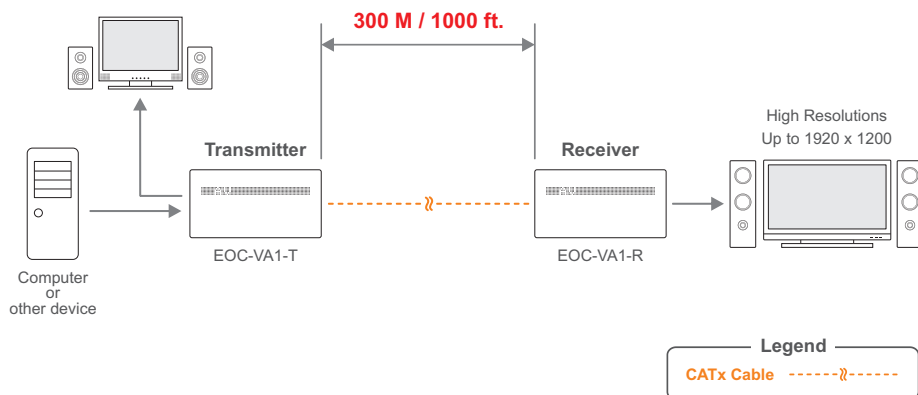 300 M / 1000 ft.
High Resolutions
Up to 1920 x 1200
Transmitter
Receiver
EOC-VA1-T
EOC-VA1-R
Computer
or
other device
Legend
CATx Cable